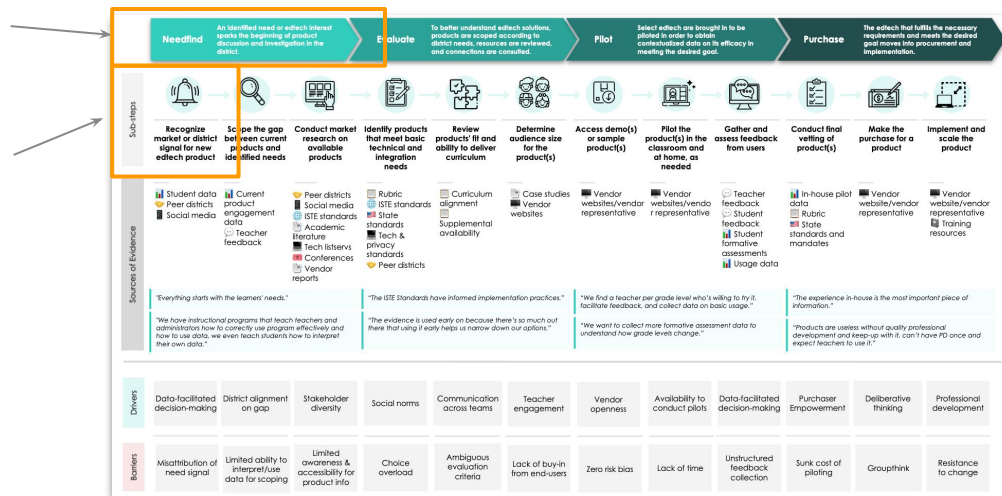 Needfind
An identified need or edtech interest
sparks the beginning of product
discussion and investigation in the
district.
Evaluate
To better understand edtech solutions,
products are scoped according to
district needs, resources are reviewed,
and connections are consulted.
Pilot
Select edtech are brought in to be
piloted in order to obtain
contextualized data on its efficacy in
meeting the desired goal.
Purchase
The edtech that fulfills the necessary
requirements and meets the desired
goal moves into procurement and
implementation.
Sub-steps
Recognize
market or district
signal for new
edtech product
Scope the gap
between current
products and
identified needs
Conduct market
research on
available
products
Identify products
that meet basic
technical and
integration
needs
Review
products' fit and
ability to deliver
curriculum
Determine
audience size
for the
product(s)
Access demo(s)
or sample
product(s)
Pilot the
product(s) in the
classroom and
at home, as
needed
Gather and
assess feedback
from users
Conduct final
vetting of
product(s)
Make the
purchase for a
product
Implement and
scale the
product
Sources of Evidence
Student data
Peer districts
Social media
Current
product
engagement
data
Teacher
feedback
Peer districts
Social media
ISTE standards
Academic
literature
Tech listservs
Conferences
Vendor
reports
Rubric
ISTE standards
State
standards
Tech &
privacy
standards
Peer districts
Curriculum
alignment
Supplemental
availability
Case studies
Vendor
websites
Vendor
websites/vendor
representative
Vendor
websites/vendo
r representative
Teacher
feedback
Student
feedback
Student
formative
assessments
Usage data
In-house pilot
data
Rubric
State
standards and
mandates
Vendor
website/vendor
representative
Vendor
website/vendor
representative
Training
resources
"Everything starts with the learners' needs."
"We have instructional programs that teach teachers and
administrators how to correctly use program effectively and
how to use data, we even teach students how to interpret
their own data."
"The ISTE Standards have informed implementation practices."
"The evidence is used early on because there's so much out
there that using it early helps us narrow down our options."
"We find a teacher per grade level who's willing to try it,
facilitate feedback, and collect data on basic usage."
"We want to collect more formative assessment data to
understand how grade levels change."
"The experience in-house is the most important piece of
information."
"Products are useless without quality professional
development and keep-up with it, can't have PD once and
expect teachers to use it."
Drivers
Data-facilitated
decision-making
District alignment
on gap
Stakeholder
diversity
Social norms
Communication
across teams
Teacher
engagement
Vendor
openness
Availability to
conduct pilots
Data-facilitated
decision-making
Purchaser
Empowerment
Deliberative
thinking
Professional
development
Barriers
Misattribution of
need signal
Limited ability to
interpret/use
data for scoping
Limited
awareness &
accessibility for
product info
Choice
overload
Ambiguous
evaluation
criteria
Lack of buy-in
from end-users
Zero risk bias
Lack of time
Unstructured
feedback
collection
Sunk cost of
piloting
Groupthink
Resistance
to change